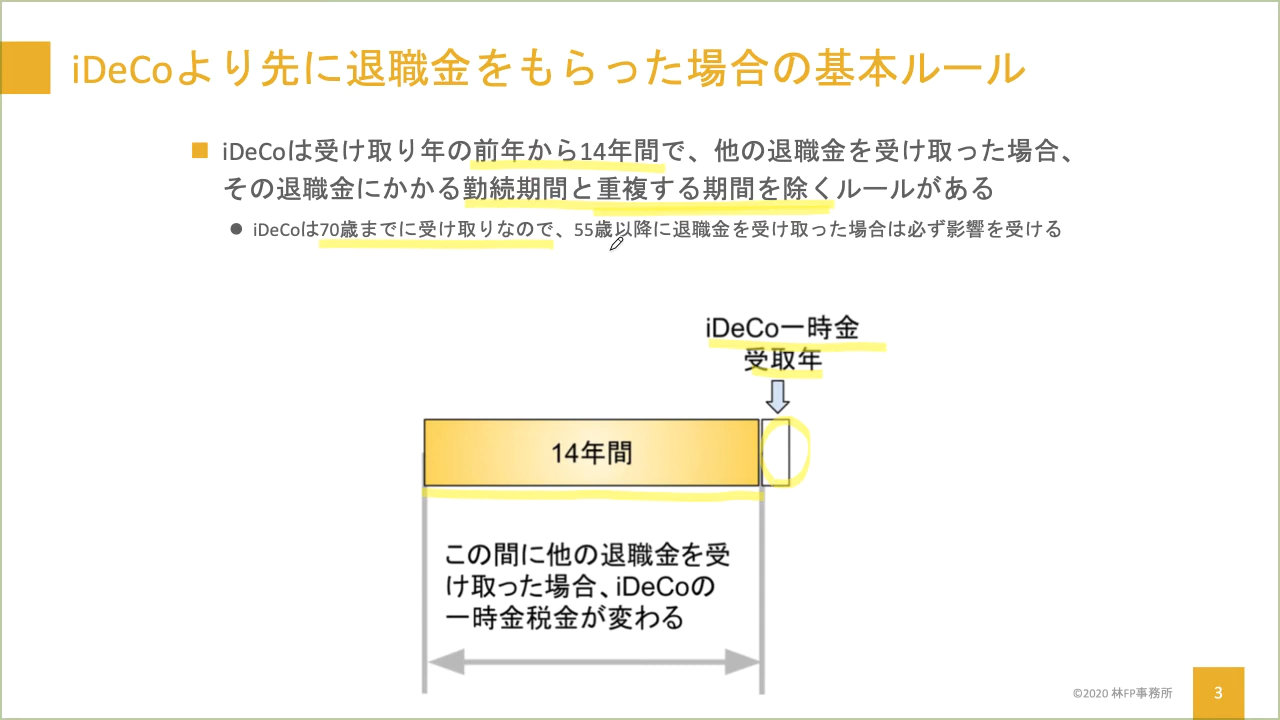 iDeCoより先に退職金をもらった場合の基本ルール
iDeCoは受け取り年の前年から14年間で、他の退職金を受け取った場合、
その退職金にかかる勤続期間と重複する期間を除くルールがある
iDeCoは70歳までに受け取りなので、55歳以降に退職金を受け取った場合は必ず影響を受ける
iDeCo一時金
受取年
14年間
この間に他の退職金を受
け取った場合、iDeCoの
一時金税金が変わる
©2020 林FP事務所
3